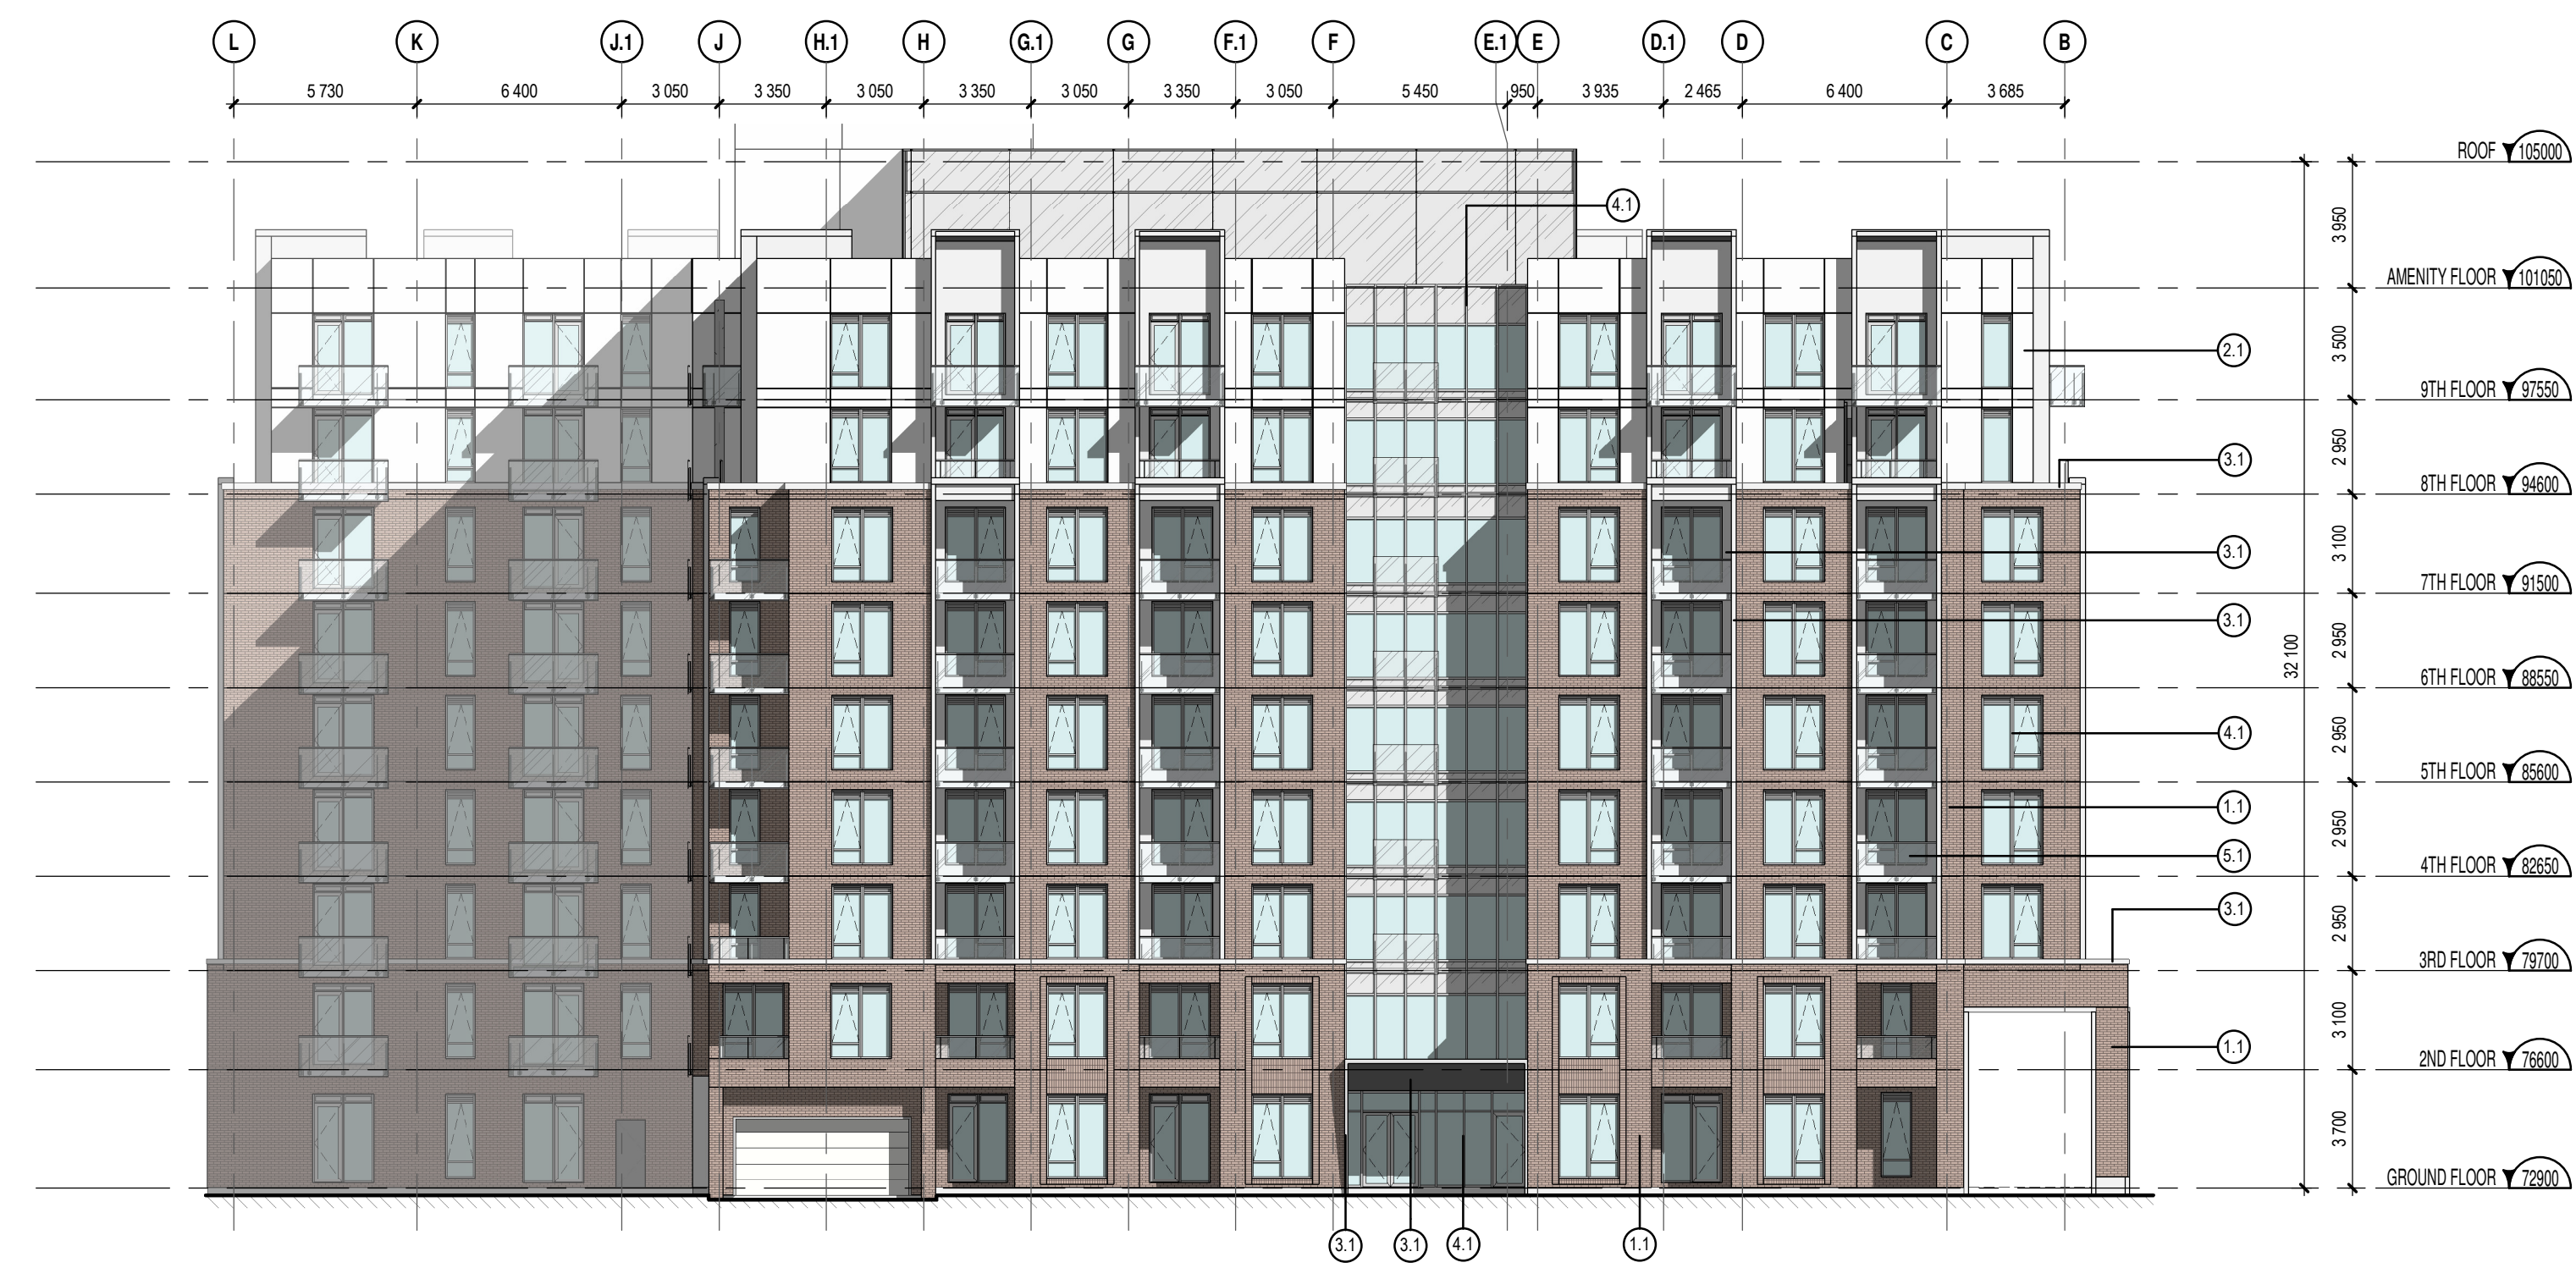 L K J.1 J H.1 H G.1 G F.1 F E.1 E D.1 D C B
5 730 6 400 3 050 3 350 3 050 3 350 3 050 3 350 3 050 5 450 950 3 935 2 465 6 400 3 685
ROOF 105000
3 950
4.1
AMENITY FLOOR 101050
3 500
2.1
9TH FLOOR 97550
2 950
3.1
8TH FLOOR 94600
3 100
3.1
7TH FLOOR 91500
3.1
2 950
32 100
6TH FLOOR 88550
2 950
4.1
5TH FLOOR 85600
1.1
2 950
5.1
4TH FLOOR 82650
3.1
2 950
3RD FLOOR 79700
3 100
1.1
2ND FLOOR 76600
3 700
GROUND FLOOR 72900
3.1 3.1 4.1 1.1